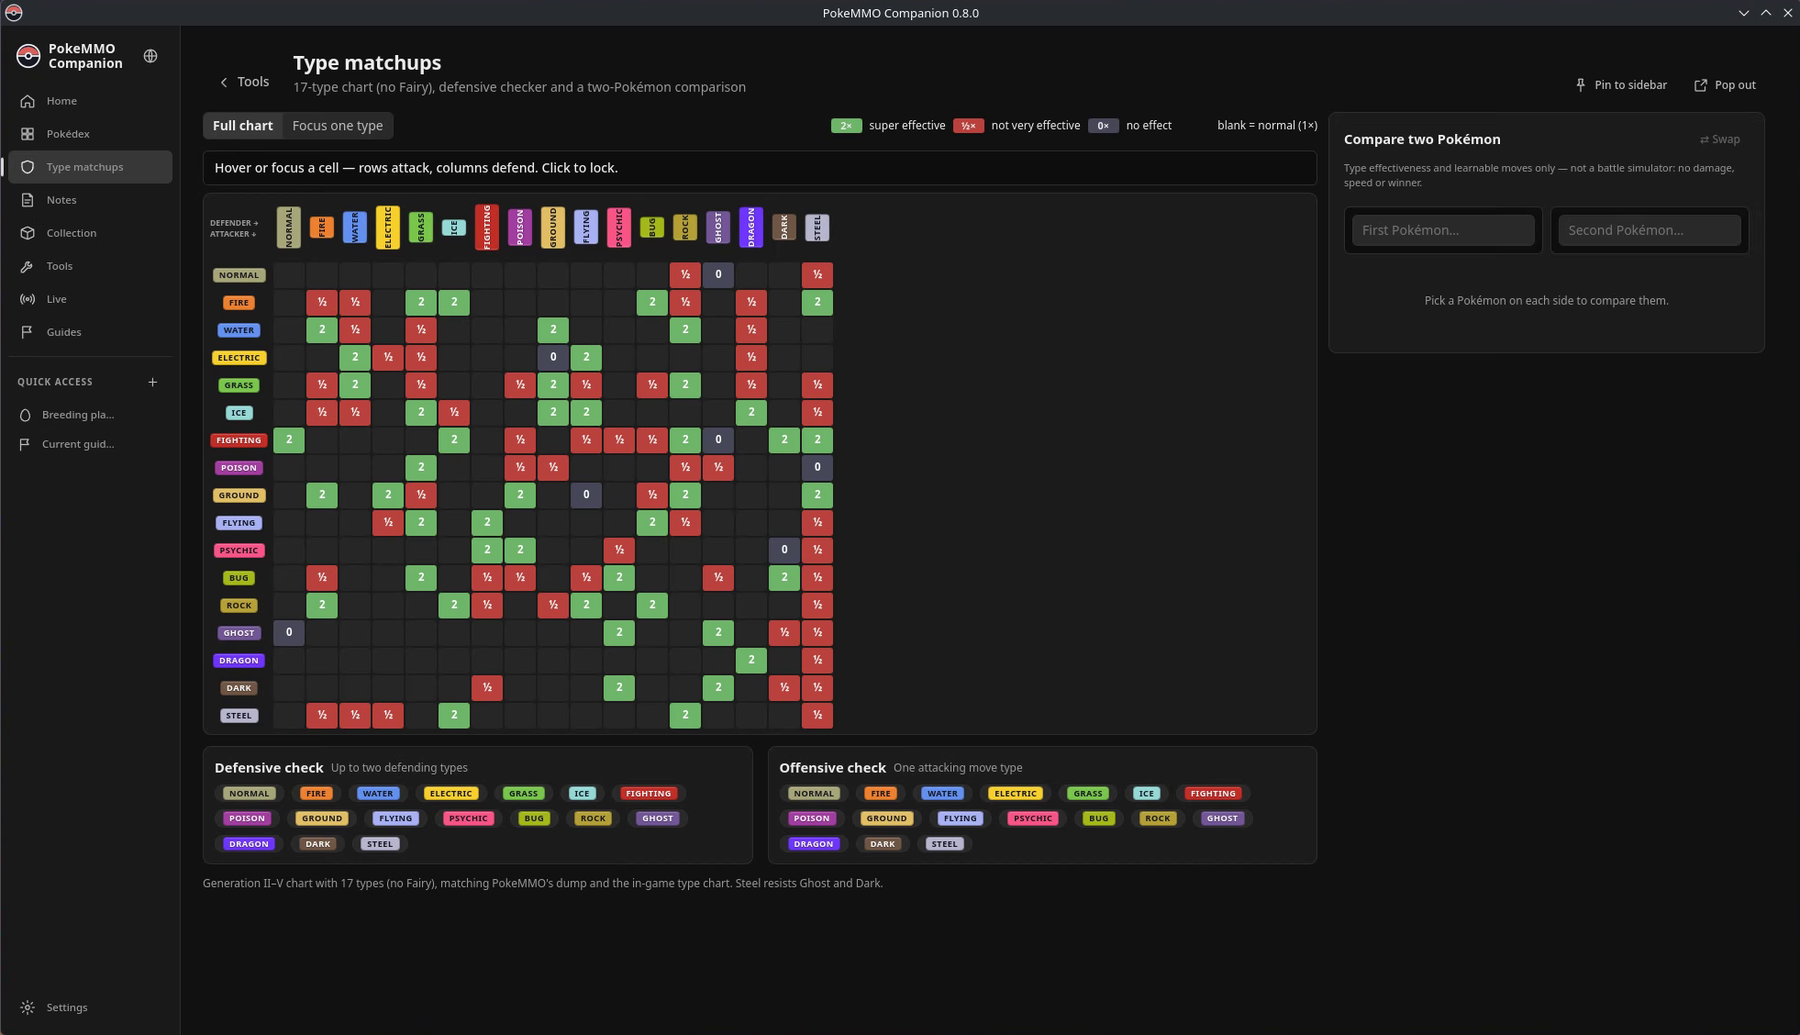 PokeMMO Companion 0.8.0
PokeMMO
Companion
Home
Pokédex
Type matchups
Notes
Collection
Tools
Live
Guides
QUICK ACCESS +
Breeding pla...
Current guid...
Settings
Tools
Type matchups
17-type chart (no Fairy), defensive checker and a two-Pokémon comparison
Pin to sidebar Pop out
Full chart Focus one type
2× super effective ½× not very effective 0× no effect blank = normal (1×)
Hover or focus a cell — rows attack, columns defend. Click to lock.
DEFENDER →
ATTACKER ↓
NORMAL FIRE WATER ELECTRIC GRASS ICE FIGHTING POISON GROUND FLYING PSYCHIC BUG ROCK GHOST DRAGON DARK STEEL
NORMAL ½ 0 ½
FIRE ½ ½ 2 2 2 ½ ½ 2
WATER 2 ½ ½ 2 2 ½
ELECTRIC 2 ½ ½ 0 2 ½
GRASS ½ 2 ½ ½ 2 ½ ½ 2 ½ ½
ICE ½ ½ 2 ½ 2 2 2 ½
FIGHTING 2 2 ½ ½ ½ ½ 2 0 2 2
POISON 2 ½ ½ ½ ½ 0
GROUND 2 2 ½ 2 0 ½ 2 2
FLYING ½ 2 2 2 ½ ½
PSYCHIC 2 2 ½ 0 ½
BUG ½ 2 ½ ½ ½ 2 ½ 2 ½
ROCK 2 2 ½ ½ 2 2 ½
GHOST 0 2 2 ½ ½
DRAGON 2 ½
DARK ½ 2 2 ½ ½
STEEL ½ ½ ½ 2 2 ½
Defensive check Up to two defending types
NORMAL FIRE WATER ELECTRIC GRASS ICE FIGHTING
POISON GROUND FLYING PSYCHIC BUG ROCK GHOST
DRAGON DARK STEEL
Offensive check One attacking move type
NORMAL FIRE WATER ELECTRIC GRASS ICE FIGHTING
POISON GROUND FLYING PSYCHIC BUG ROCK GHOST
DRAGON DARK STEEL
Generation II–V chart with 17 types (no Fairy), matching PokeMMO's dump and the in-game type chart. Steel resists Ghost and Dark.
Compare two Pokémon ⇄ Swap
Type effectiveness and learnable moves only — not a battle simulator: no damage,
speed or winner.
First Pokémon... Second Pokémon...
Pick a Pokémon on each side to compare them.